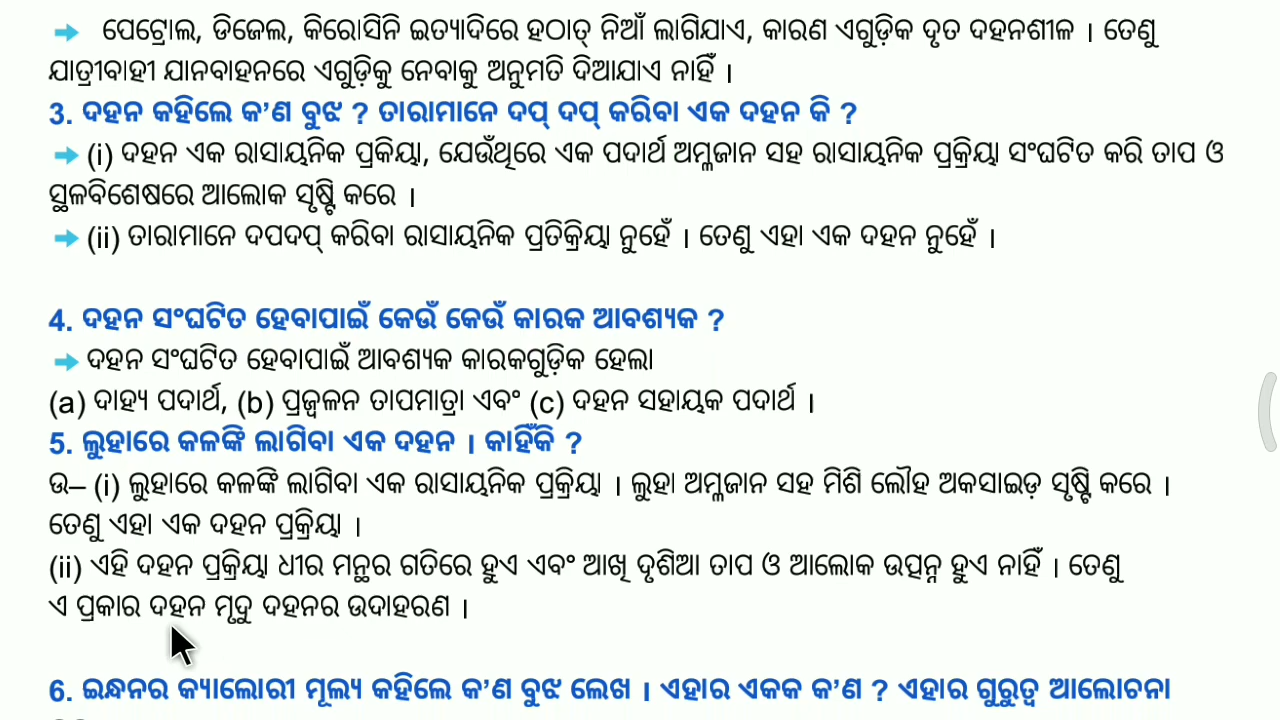 ➔ ପେଟ୍ରୋଲ, ଡିଜେଲ, କିରୋସିନି ଇତ୍ୟାଦିରେ ହଠାତ୍ ନିଆଁ ଲାଗିଯାଏ, କାରଣ ଏଗୁଡ଼ିକ ଦୃତ ଦହନଶୀଳ । ତେଣୁ
ଯାତ୍ରୀବାହୀ ଯାନବାହନରେ ଏଗୁଡ଼ିକୁ ନେବାକୁ ଅନୁମତି ଦିଆଯାଏ ନାହିଁ ।
3. ଦହନ କହିଲେ କ’ଣ ବୁଝ ? ତାରାମାନେ ଦପ୍ ଦପ୍ କରିବା ଏକ ଦହନ କି ?
➔ (i) ଦହନ ଏକ ରାସାୟନିକ ପ୍ରକିୟା, ଯେଉଁଥିରେ ଏକ ପଦାର୍ଥ ଅମ୍ଳଜାନ ସହ ରାସାୟନିକ ପ୍ରକ୍ରିୟା ସଂଘଟିତ କରି ତାପ ଓ
ସ୍ଥଳବିଶେଷରେ ଆଲୋକ ସୃଷ୍ଟି କରେ ।
➔ (ii) ତାରାମାନେ ଦପଦପ୍ କରିବା ରାସାୟନିକ ପ୍ରତିକ୍ରିୟା ନୁହେଁ । ତେଣୁ ଏହା ଏକ ଦହନ ନୁହେଁ ।
4. ଦହନ ସଂଘଟିତ ହେବାପାଇଁ କେଉଁ କେଉଁ କାରକ ଆବଶ୍ୟକ ?
➔ ଦହନ ସଂଘଟିତ ହେବାପାଇଁ ଆବଶ୍ୟକ କାରକଗୁଡ଼ିକ ହେଲା
(a) ଦାହ୍ୟ ପଦାର୍ଥ, (b) ପ୍ରଜ୍ଵଳନ ତାପମାତ୍ରା ଏବଂ (c) ଦହନ ସହାୟକ ପଦାର୍ଥ ।
5. ଲୁହାରେ କଳଙ୍କି ଲାଗିବା ଏକ ଦହନ । କାହିଁକି ?
ଉ– (i) ଲୁହାରେ କଳଙ୍କି ଲାଗିବା ଏକ ରାସାୟନିକ ପ୍ରକ୍ରିୟା । ଲୁହା ଅମ୍ଳଜାନ ସହ ମିଶି ଲୌହ ଅକସାଇଡ଼ ସୃଷ୍ଟି କରେ ।
ତେଣୁ ଏହା ଏକ ଦହନ ପ୍ରକ୍ରିୟା ।
(ii) ଏହି ଦହନ ପ୍ରକ୍ରିୟା ଧୀର ମନ୍ଥର ଗତିରେ ହୁଏ ଏବଂ ଆଖି ଦୃଶିଆ ତାପ ଓ ଆଲୋକ ଉତ୍ପନ୍ନ ହୁଏ ନାହିଁ । ତେଣୁ
ଏ ପ୍ରକାର ଦହନ ମୃଦୁ ଦହନର ଉଦାହରଣ ।
6. ଇନ୍ଧନର କ୍ୟାଲୋରୀ ମୂଲ୍ୟ କହିଲେ କ’ଣ ବୁଝ ଲେଖ । ଏହାର ଏକକ କ’ଣ ? ଏହାର ଗୁରୁତ୍ୱ ଆଲୋଚନା